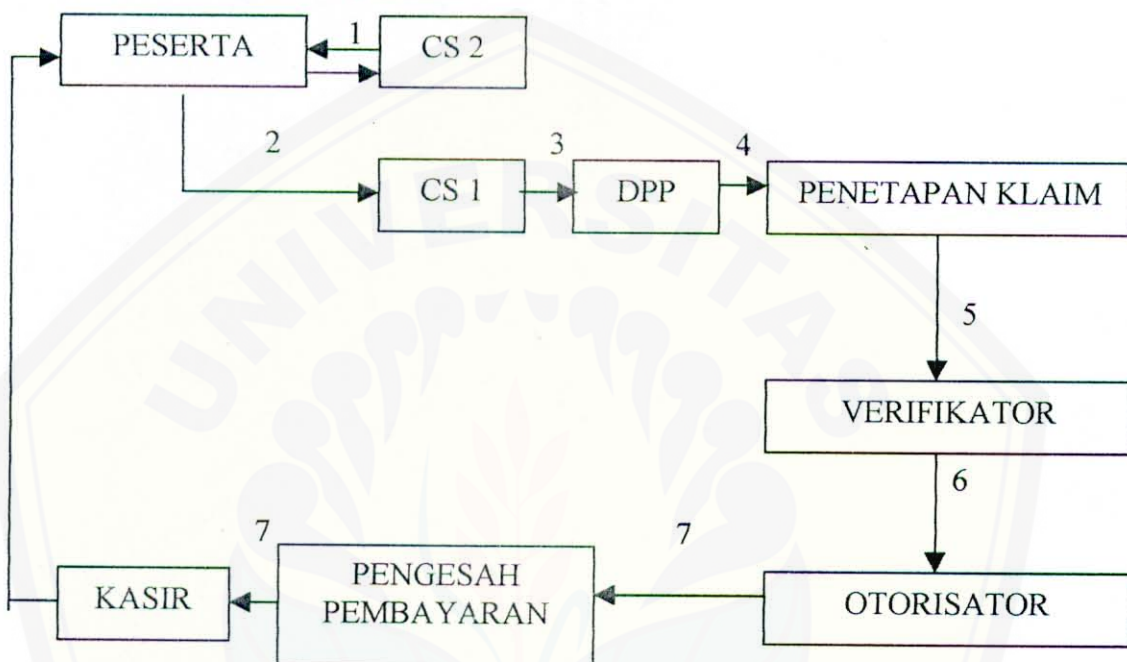 PESERTA
1
CS 2
2
CS 1
3
DPP
4
PENETAPAN KLAIM
5
VERIFIKATOR
6
OTORISATOR
7
PENGESAH
PEMBAYARAN
7
KASIR
UNIVERSITAS